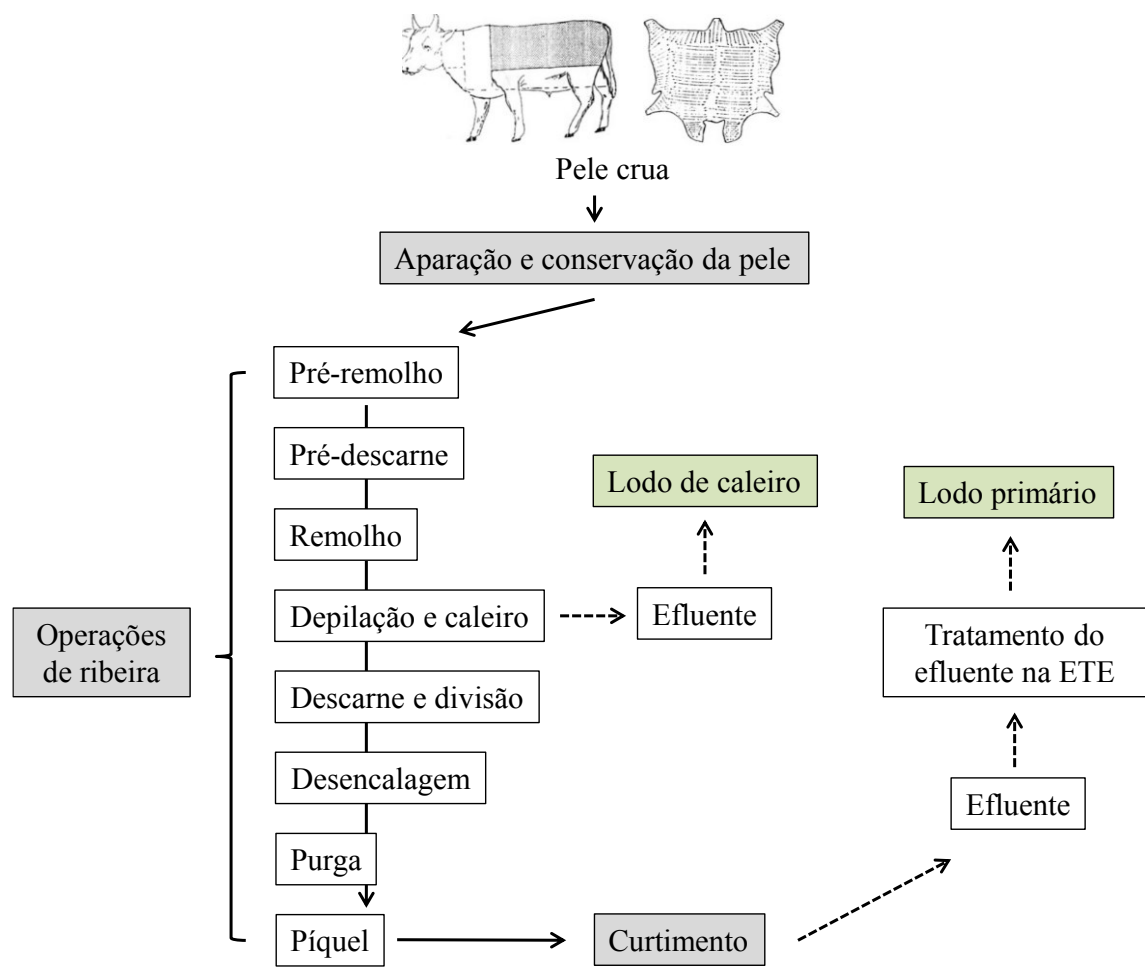 Pele crua
Aparação e conservação da pele
Pré-remolho
Pré-descarne
Remolho
Depilação e caleiro
Descarne e divisão
Desencalagem
Purga
Píquel
Operações
de ribeira
Efluente
Lodo de caleiro
Curtimento
Efluente
Tratamento do
efluente na ETE
Lodo primário